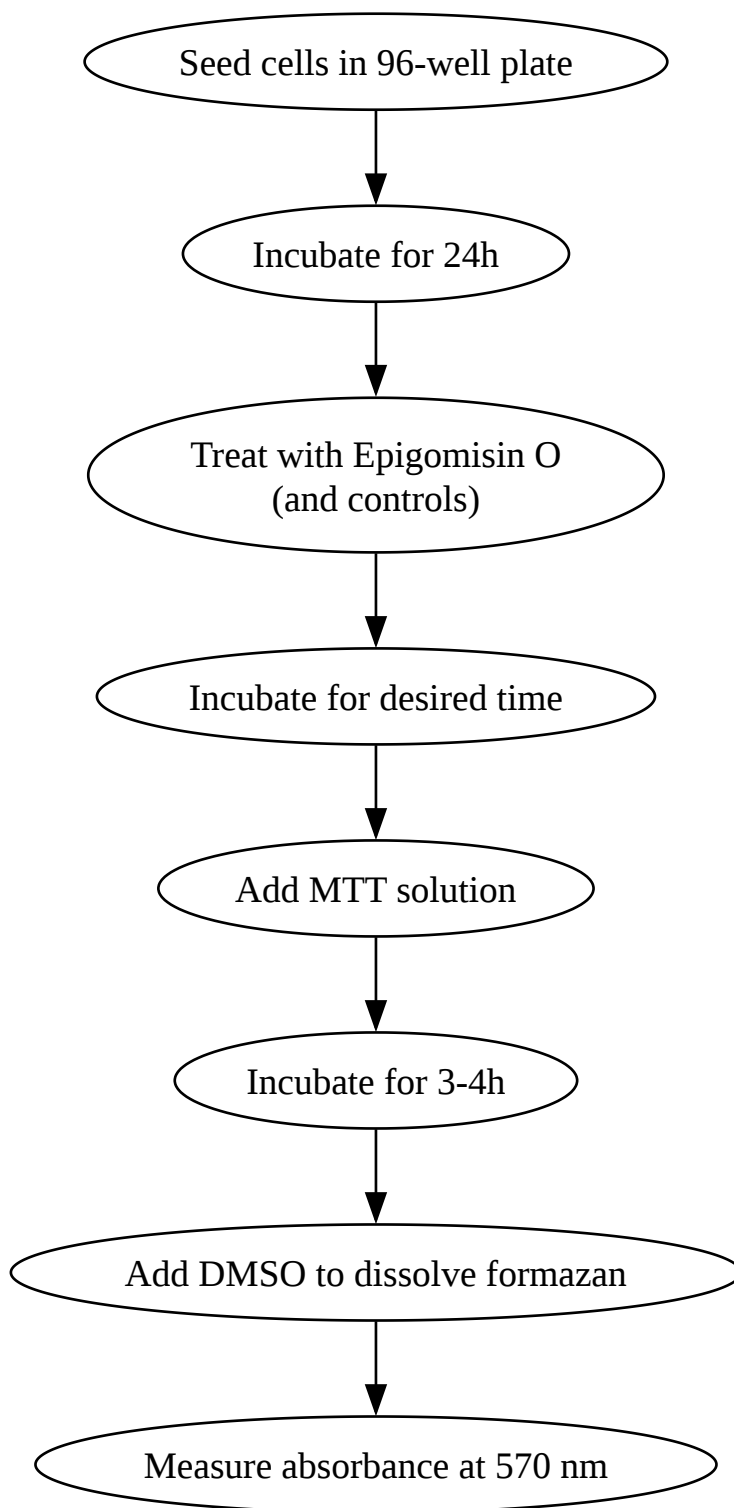 Seed cells in 96-well plate
Incubate for 24h
Treat with Epigomisin O
(and controls)
Incubate for desired time
Add MTT solution
Incubate for 3-4h
Add DMSO to dissolve formazan
Measure absorbance at 570 nm